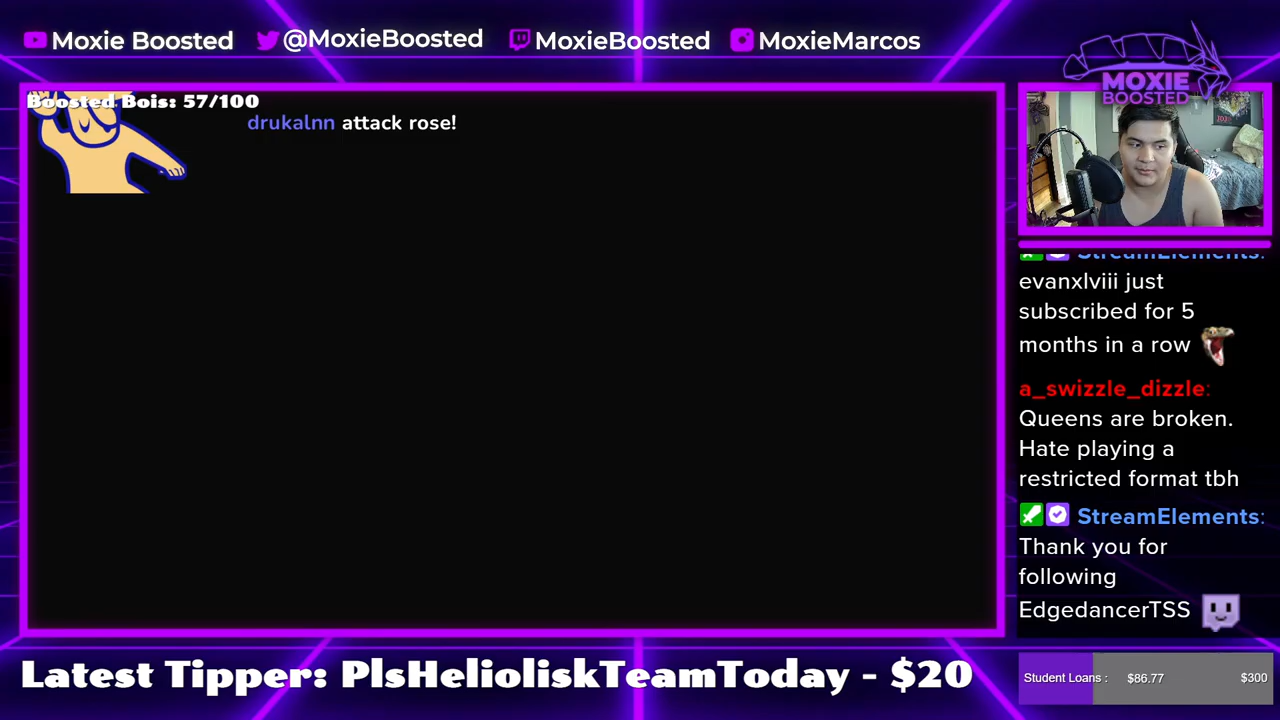 Moxie Boosted @MoxieBoosted MoxieBoosted MoxieMarcos
MOXIE
BOOSTED
Boosted Bois: 57/100
drukalnn attack rose!
StreamElements:
evanxlviii just
subscribed for 5
months in a row
a_swizzle_dizzle:
Queens are broken.
Hate playing a
restricted format tbh
StreamElements:
Thank you for
following
EdgedancerTSS
Latest Tipper: PlsHelioliskTeamToday - $20
Student Loans : $86.77 $300